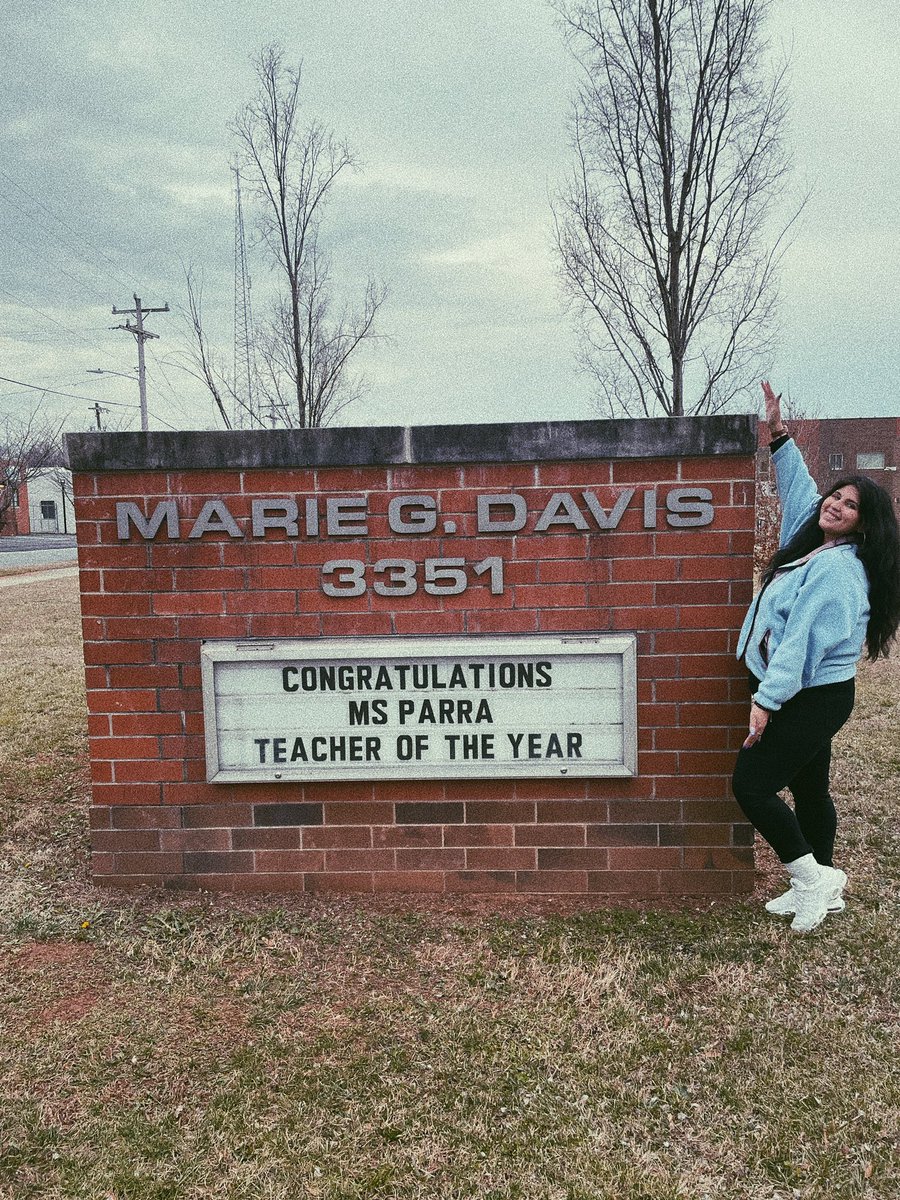 MARIE G. DAVIS
3351
CONGRATULATIONS
MS PARRA
TEACHER OF THE YEAR